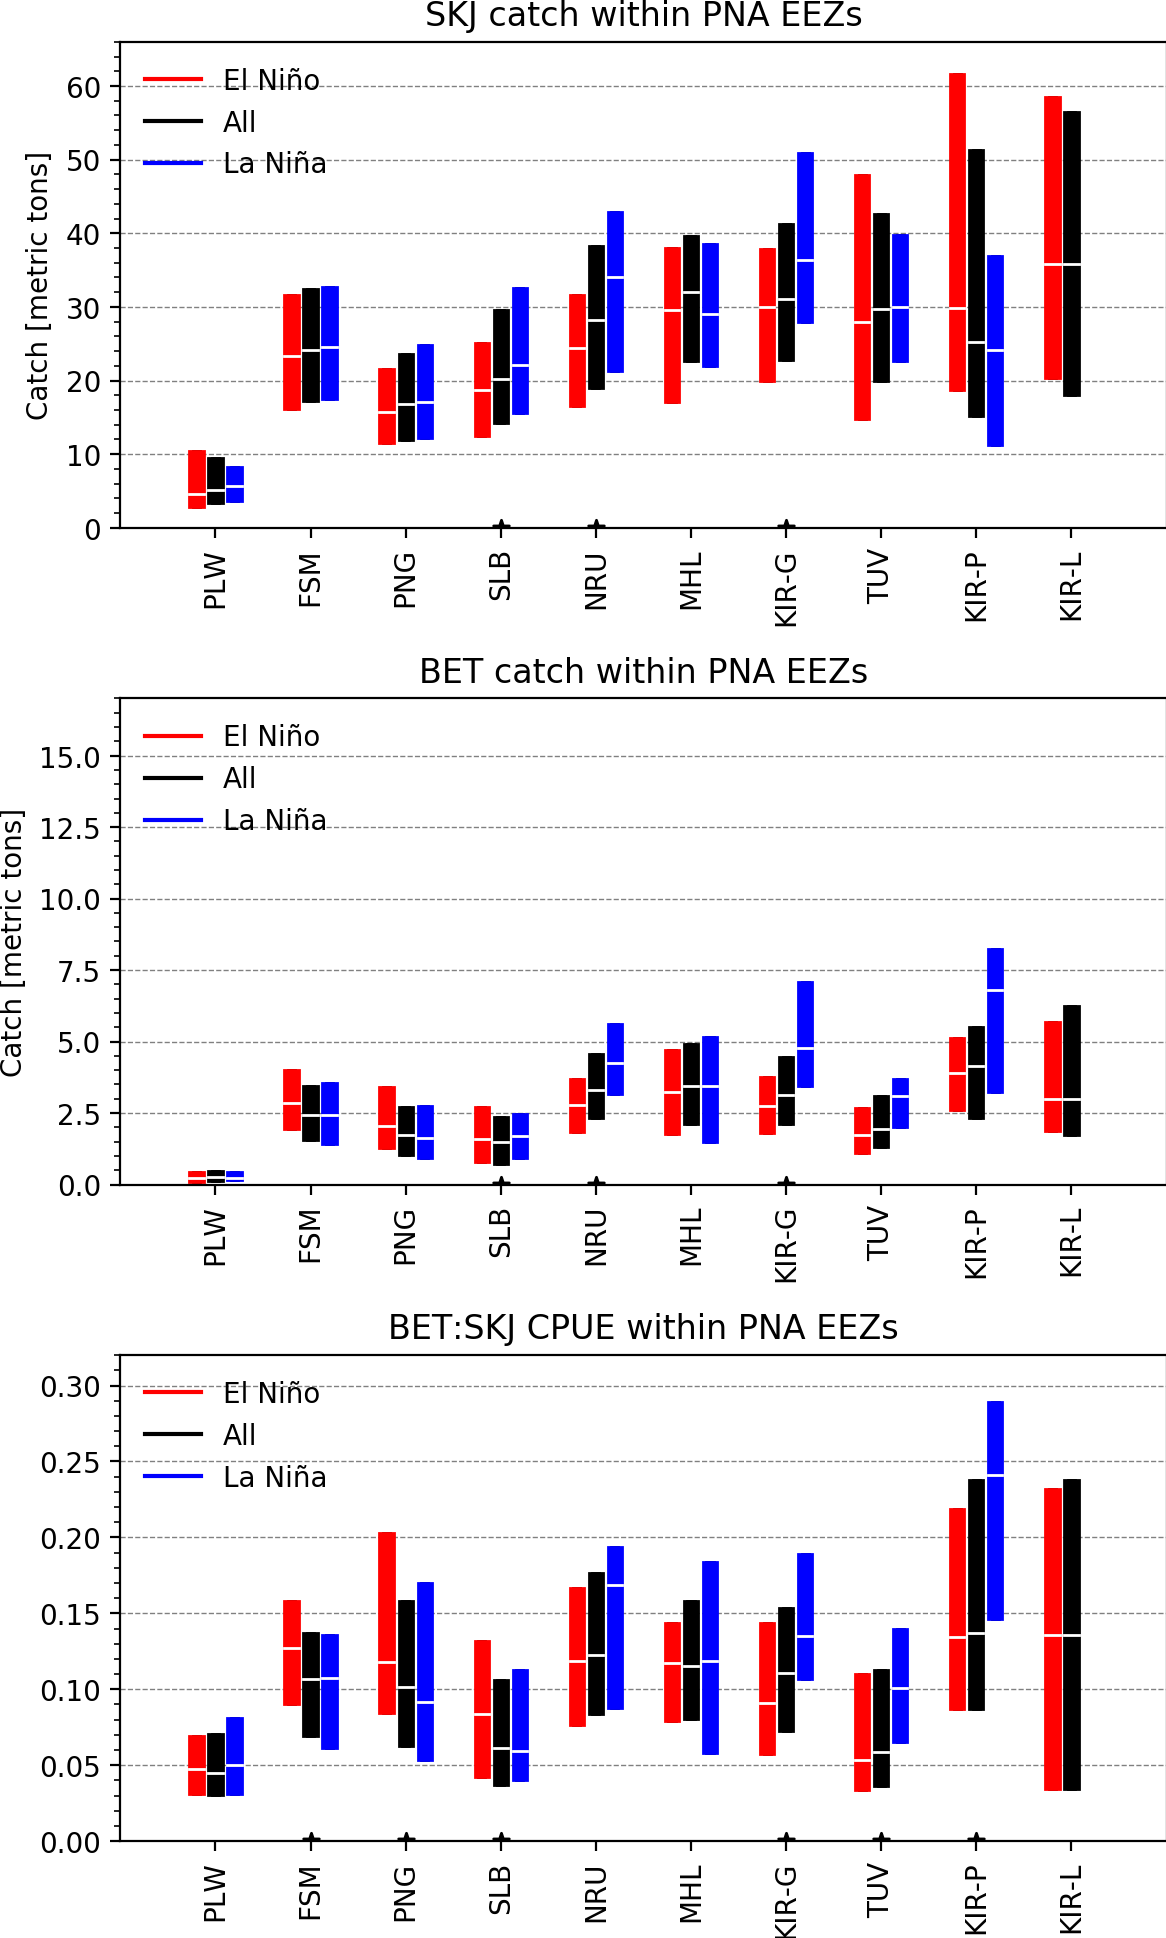 SKJ catch within PNA EEZs
Catch [metric tons]
60
50
40
30
20
10
0
El Niño
All
La Niña
PLW
FSM
PNG
SLB
NRU
MHL
KIR-G
TUV
KIR-P
KIR-L
BET catch within PNA EEZs
Catch [metric tons]
15.0
12.5
10.0
7.5
5.0
2.5
0.0
El Niño
All
La Niña
PLW
FSM
PNG
SLB
NRU
MHL
KIR-G
TUV
KIR-P
KIR-L
BET:SKJ CPUE within PNA EEZs
0.30
0.25
0.20
0.15
0.10
0.05
0.00
El Niño
All
La Niña
PLW
FSM
PNG
SLB
NRU
MHL
KIR-G
TUV
KIR-P
KIR-L